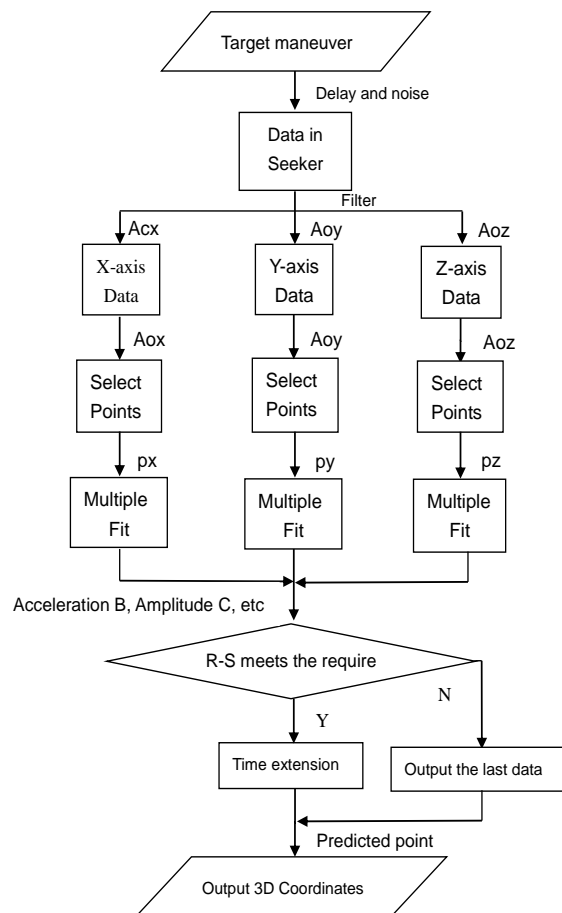 Target maneuver
Delay and noise
Data in
Seeker
Filter
Acx
Aoy
Aoz
X-axis
Data
Y-axis
Data
Z-axis
Data
Aox
Aoy
Aoz
Select
Points
Select
Points
Select
Points
px
py
pz
Multiple
Fit
Multiple
Fit
Multiple
Fit
Acceleration B, Amplitude C, etc
R-S meets the require
Y
N
Time extension
Output the last data
Predicted point
Output 3D Coordinates